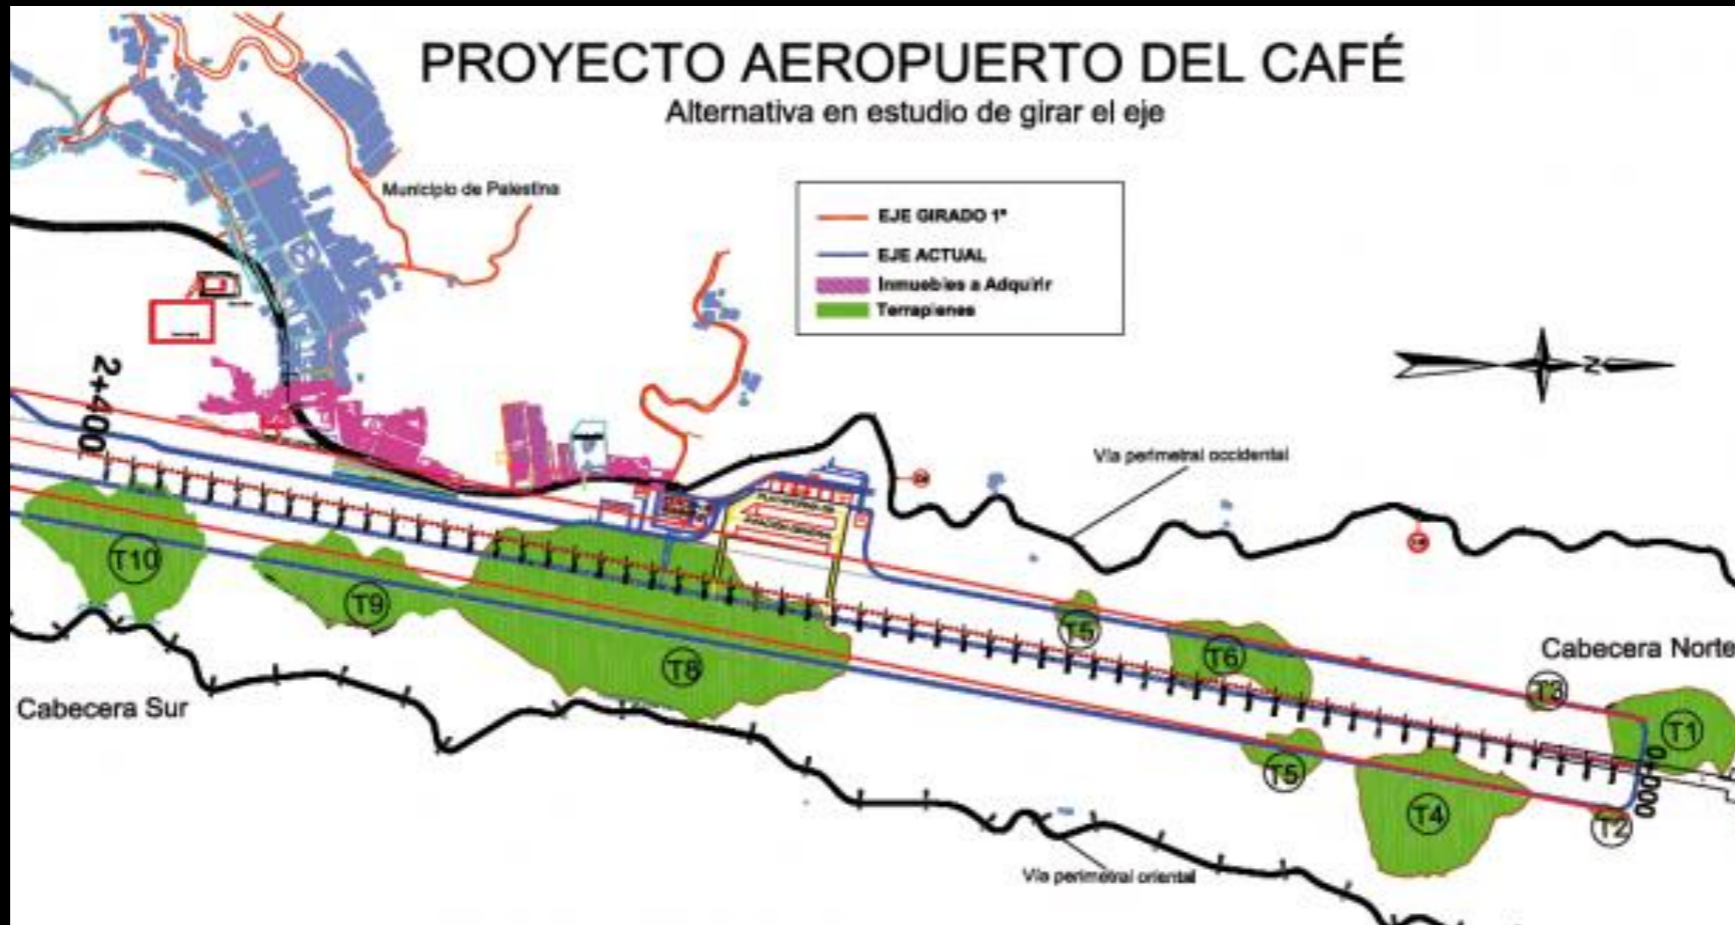 PROYECTO AEROPUERTO DEL CAFÉ
Alternativa en estudio de girar el eje
Municipio de Palestina
EJE GIRADO 1°
EJE ACTUAL
Inmuebles a Adquirir
Terraplenes
N
2+400
Vía perimetral occidental
T10
T9
T8
T5
T6
T3
Cabecera Norte
T1
Cabecera Sur
T5
T4
T2
0+000
Vía perimetral oriental